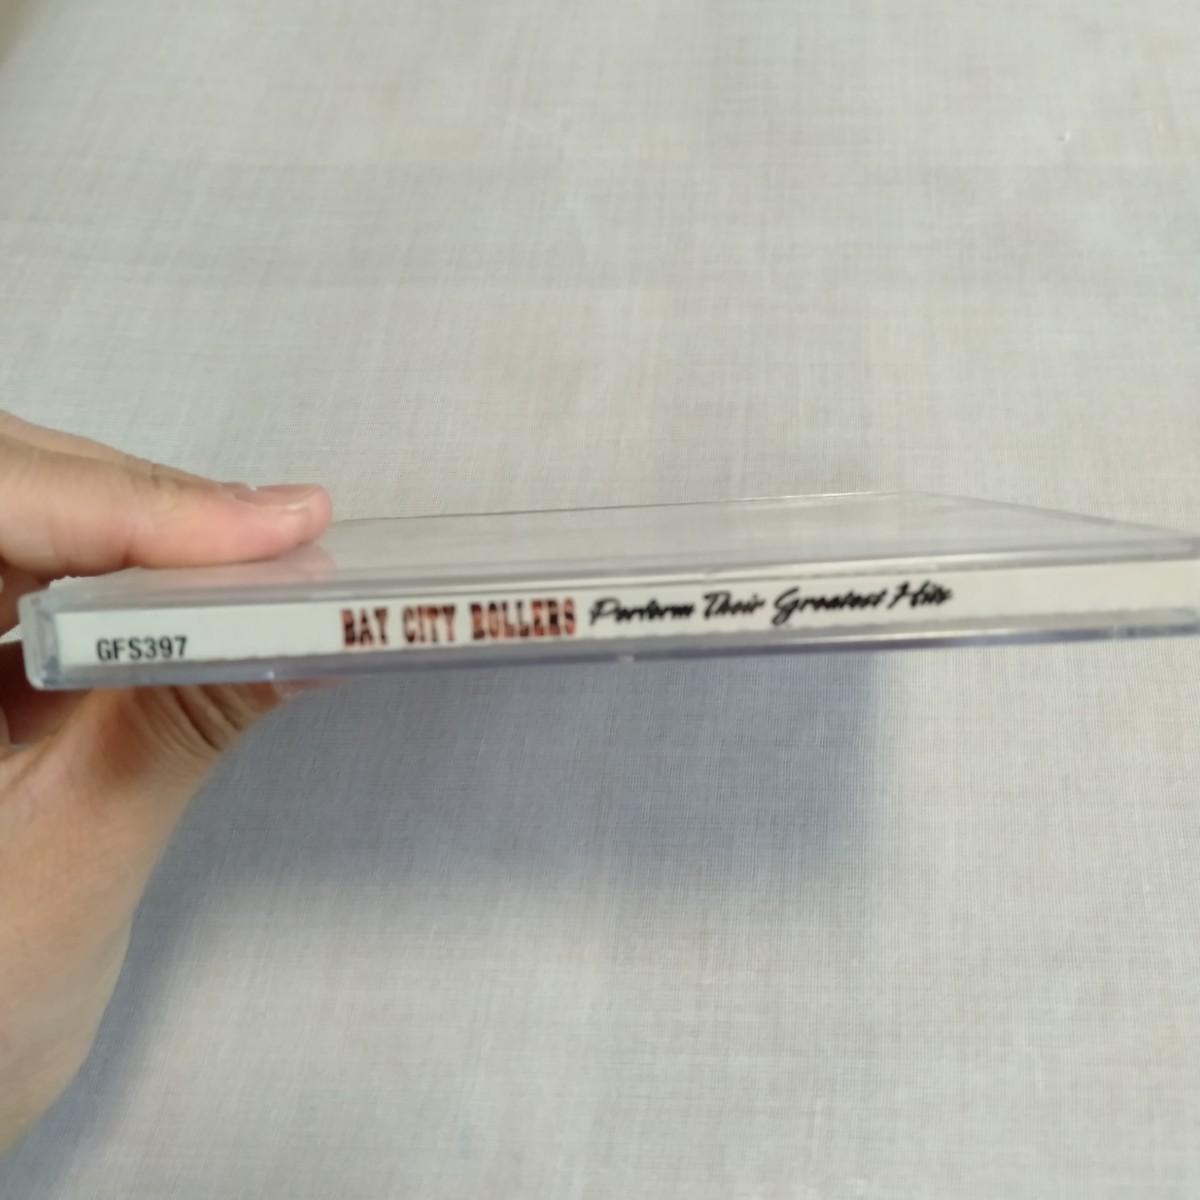 GFS397 BAY CITY ROLLERS Perform Their Greatest Hits